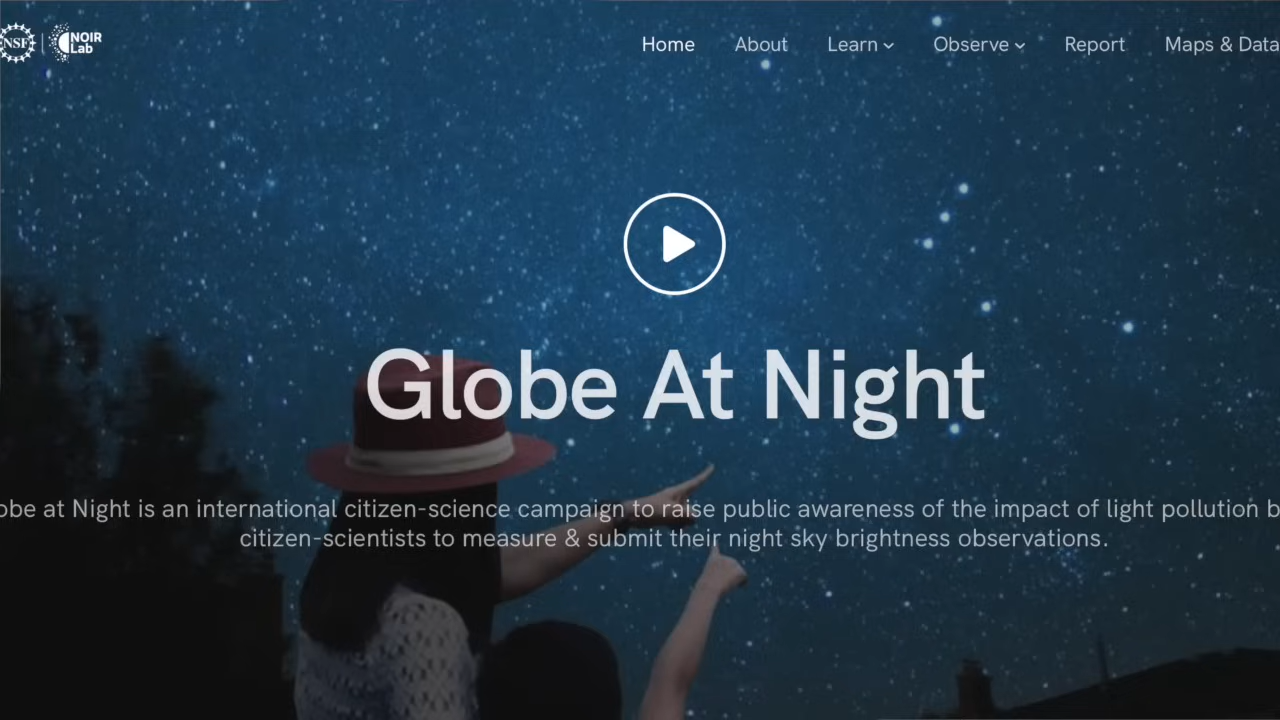 NSF NOIR Lab
Home About Learn Observe Report Maps & Data
Globe At Night
obe at Night is an international citizen-science campaign to raise public awareness of the impact of light pollution b
citizen-scientists to measure & submit their night sky brightness observations.